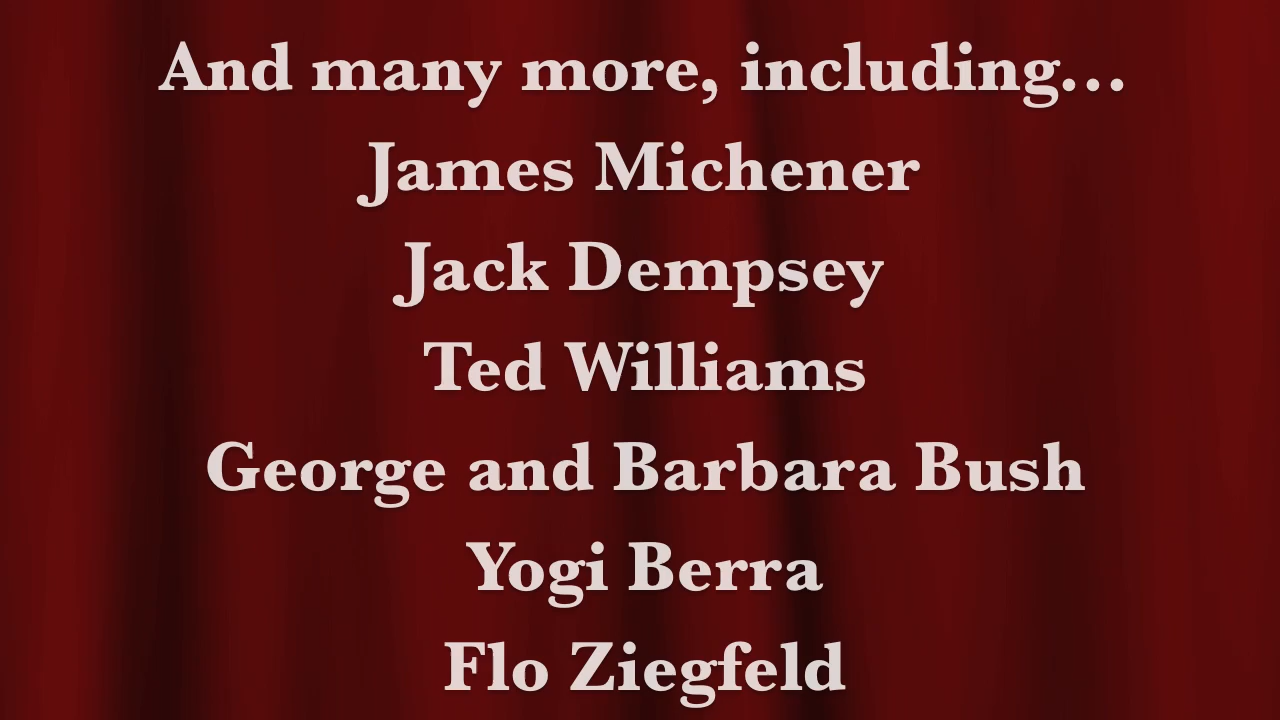 And many more, including...
James Michener
Jack Dempsey
Ted Williams
George and Barbara Bush
Yogi Berra
Flo Ziegfeld